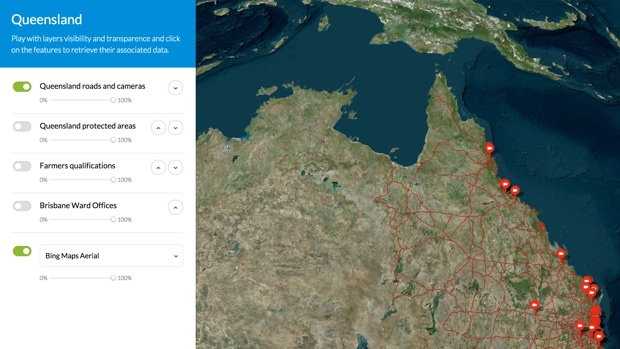 Queensland
Play with layers visibility and transparence and click
on the features to retrieve their associated data.
Queensland roads and cameras
0% 100%
Queensland protected areas
0% 100%
Farmers qualifications
0% 100%
Brisbane Ward Offices
0% 100%
Bing Maps Aerial
0% 100%